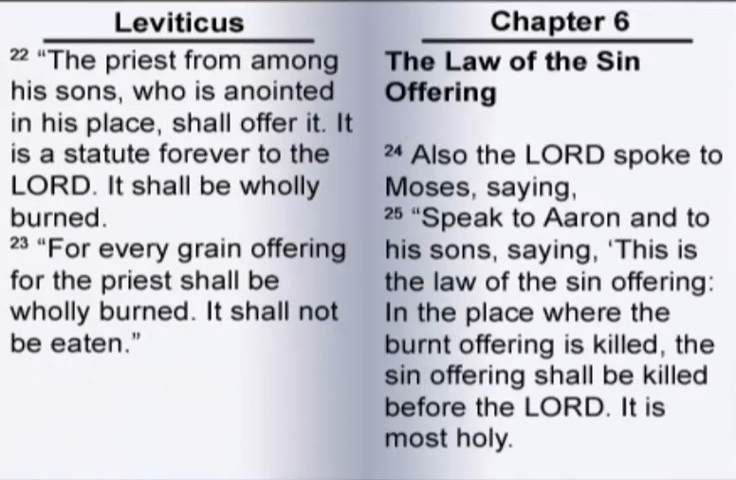 Leviticus
²² “The priest from among
his sons, who is anointed
in his place, shall offer it. It
is a statute forever to the
LORD. It shall be wholly
burned.
²³ “For every grain offering
for the priest shall be
wholly burned. It shall not
be eaten.”
Chapter 6
The Law of the Sin
Offering
²⁴ Also the LORD spoke to
Moses, saying,
²⁵ “Speak to Aaron and to
his sons, saying, ‘This is
the law of the sin offering:
In the place where the
burnt offering is killed, the
sin offering shall be killed
before the LORD. It is
most holy.